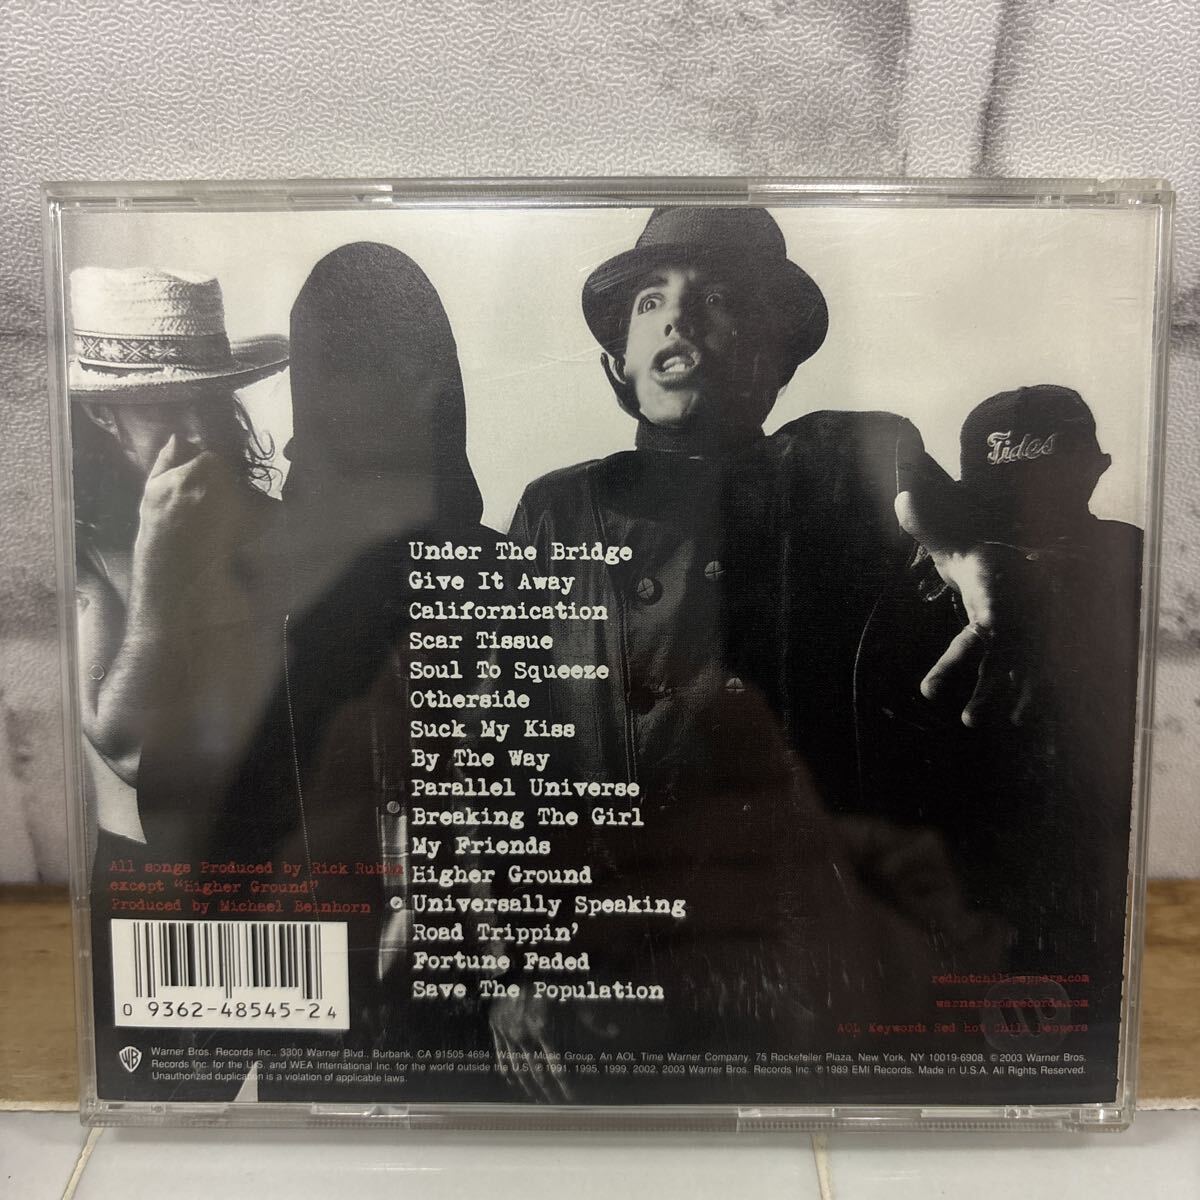 Tides
Under The Bridge
Give It Away
Californication
Scar Tissue
Soul To Squeeze
Otherside
Suck My Kiss
By The Way
Parallel Universe
Breaking The Girl
My Friends
Higher Ground
Universally Speaking
Road Trippin'
Fortune Faded
Save The Population
All songs Produced by Rick Rubin
except "Higher Ground"
Produced by Michael Beinhorn
0 9362-48545-2 4
redhotchilipeppers.com
warnerbrosrecords.com
AOL Keyword: Red hot Chili Peppers
WB
Warner Bros. Records Inc., 3300 Warner Blvd., Burbank, CA 91505-4694. Warner Music Group. An AOL Time Warner Company. 75 Rockefeller Plaza, New York, NY 10019-6908. © 2003 Warner Bros.
Records Inc. for the U.S. and WEA International Inc. for the world outside the U.S. ℗ 1991, 1995, 1999, 2002, 2003 Warner Bros. Records Inc. ℗ 1989 EMI Records. Made in U.S.A. All Rights Reserved.
Unauthorized duplication is a violation of applicable laws.